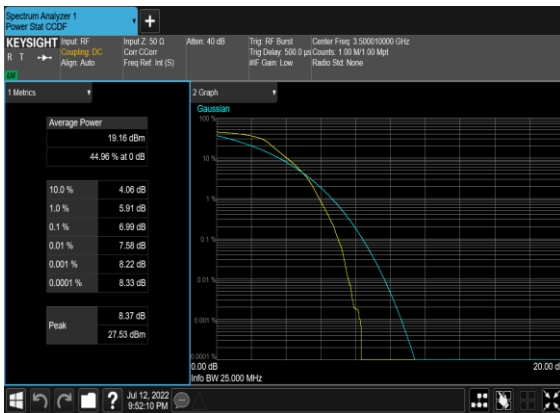 Spectrum Analyzer 1
Power Stat CCDF
KEYSIGHT Input: RF Input Z: 50 Ω Atten: 40 dB Trig: RF Burst Center Freq: 3.500010000 GHz
R T Coupling: DC Corr CCorr Trig Delay: 500.0 µs Counts: 1.00 M/1.00 Mpt
Align: Auto Freq Ref: Int (S) #IF Gain: Low Radio Std: None
1 Metrics
Average Power
19.16 dBm
44.96 % at 0 dB
10.0 % 4.06 dB
1.0 % 5.91 dB
0.1 % 6.99 dB
0.01 % 7.58 dB
0.001 % 8.22 dB
0.0001 % 8.33 dB
Peak
8.37 dB
27.53 dBm
2 Graph
Gaussian
100 %
10 %
1 %
0.1 %
0.01 %
0.001 %
0.0001 %
0.00 dB 20.00 d
Info BW 25.000 MHz
Jul 12, 2022
9:52:10 PM